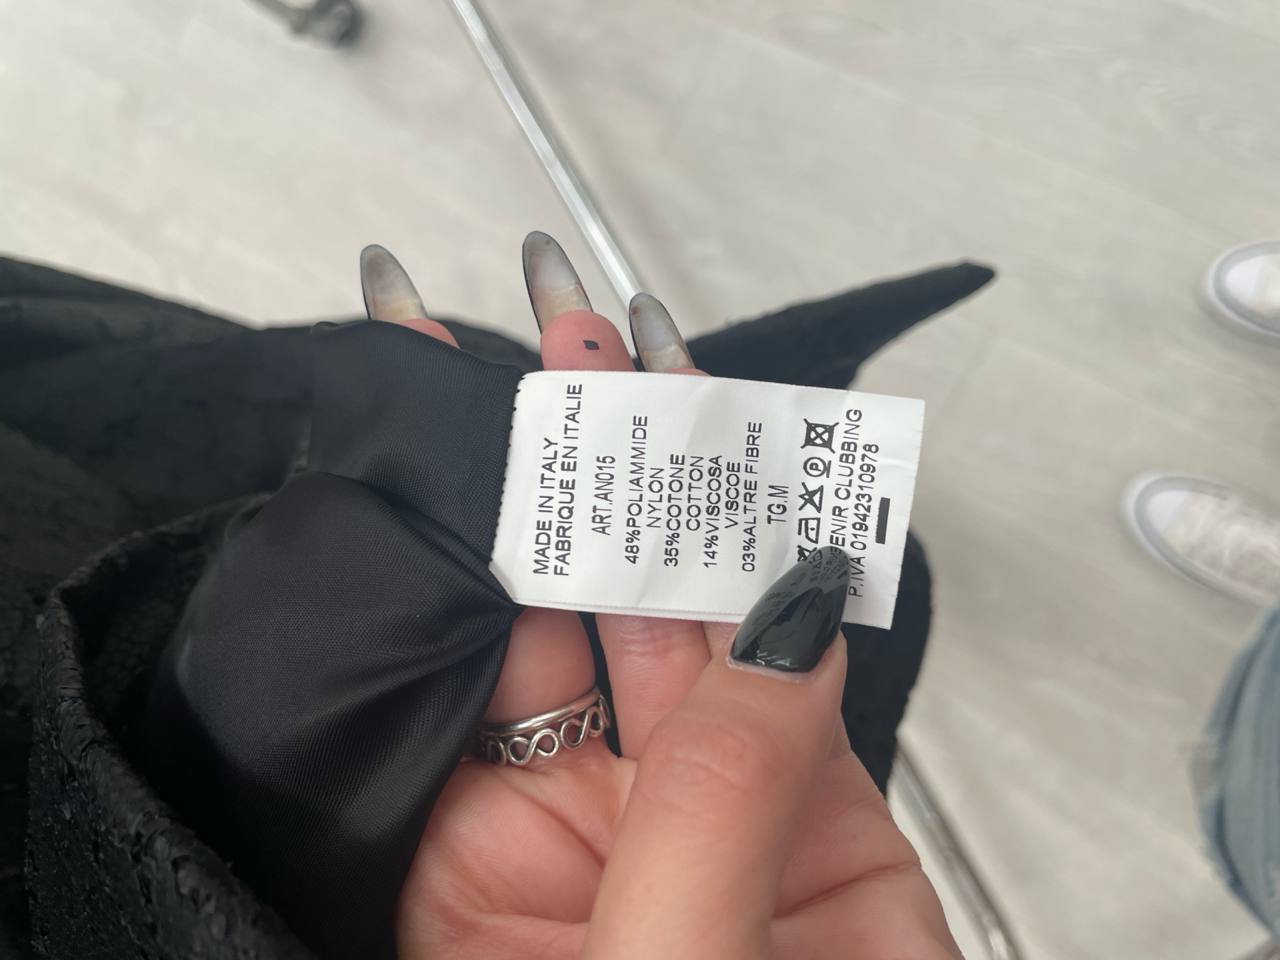 MADE IN ITALY
FABRIQUE EN ITALIE
ART.AN015
48%POLIAMMIDE
NYLON
35%COTONE
COTTON
14%VISCOSA
VISCOE
03%ALTRE FIBRE
TG.M
CLUBBING
P.IVA 01942310978